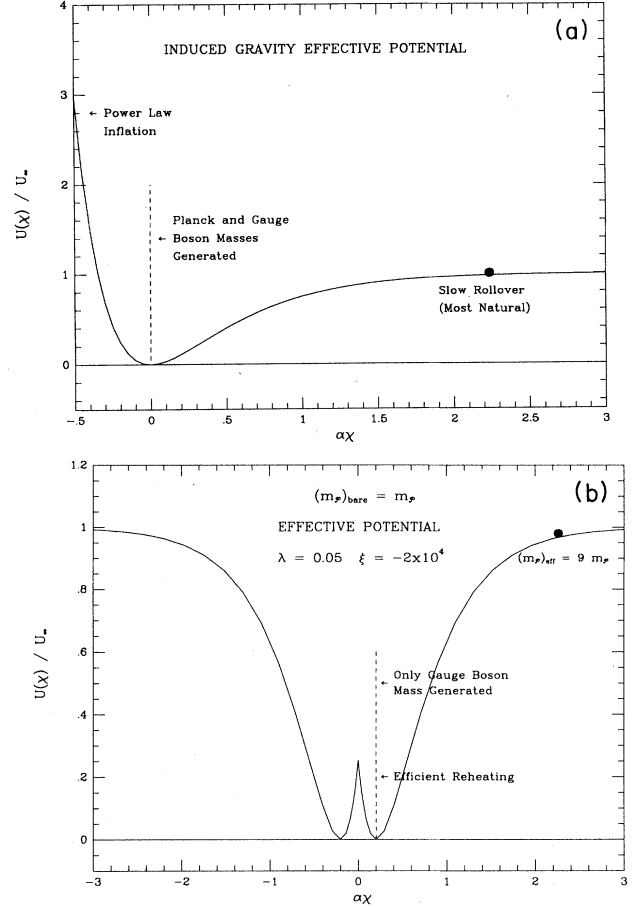 4
(a)
INDUCED GRAVITY EFFECTIVE POTENTIAL
3
← Power Law
Inflation
2
U(χ) / U∞
Planck and Gauge
← Boson Masses
Generated
1
Slow Rollover
(Most Natural)
0
-.5 0 .5 1 1.5 2 2.5 3
αχ
1.2
(m𝓅)bare = m𝓅
(b)
EFFECTIVE POTENTIAL
1
λ = 0.05 ξ = -2x10⁴
(m𝓅)eff = 9 m𝓅
.8
.6
U(χ) / U∞
← Only Gauge Boson
Mass Generated
.4
.2
← Efficient Reheating
0
-3 -2 -1 0 1 2 3
αχ